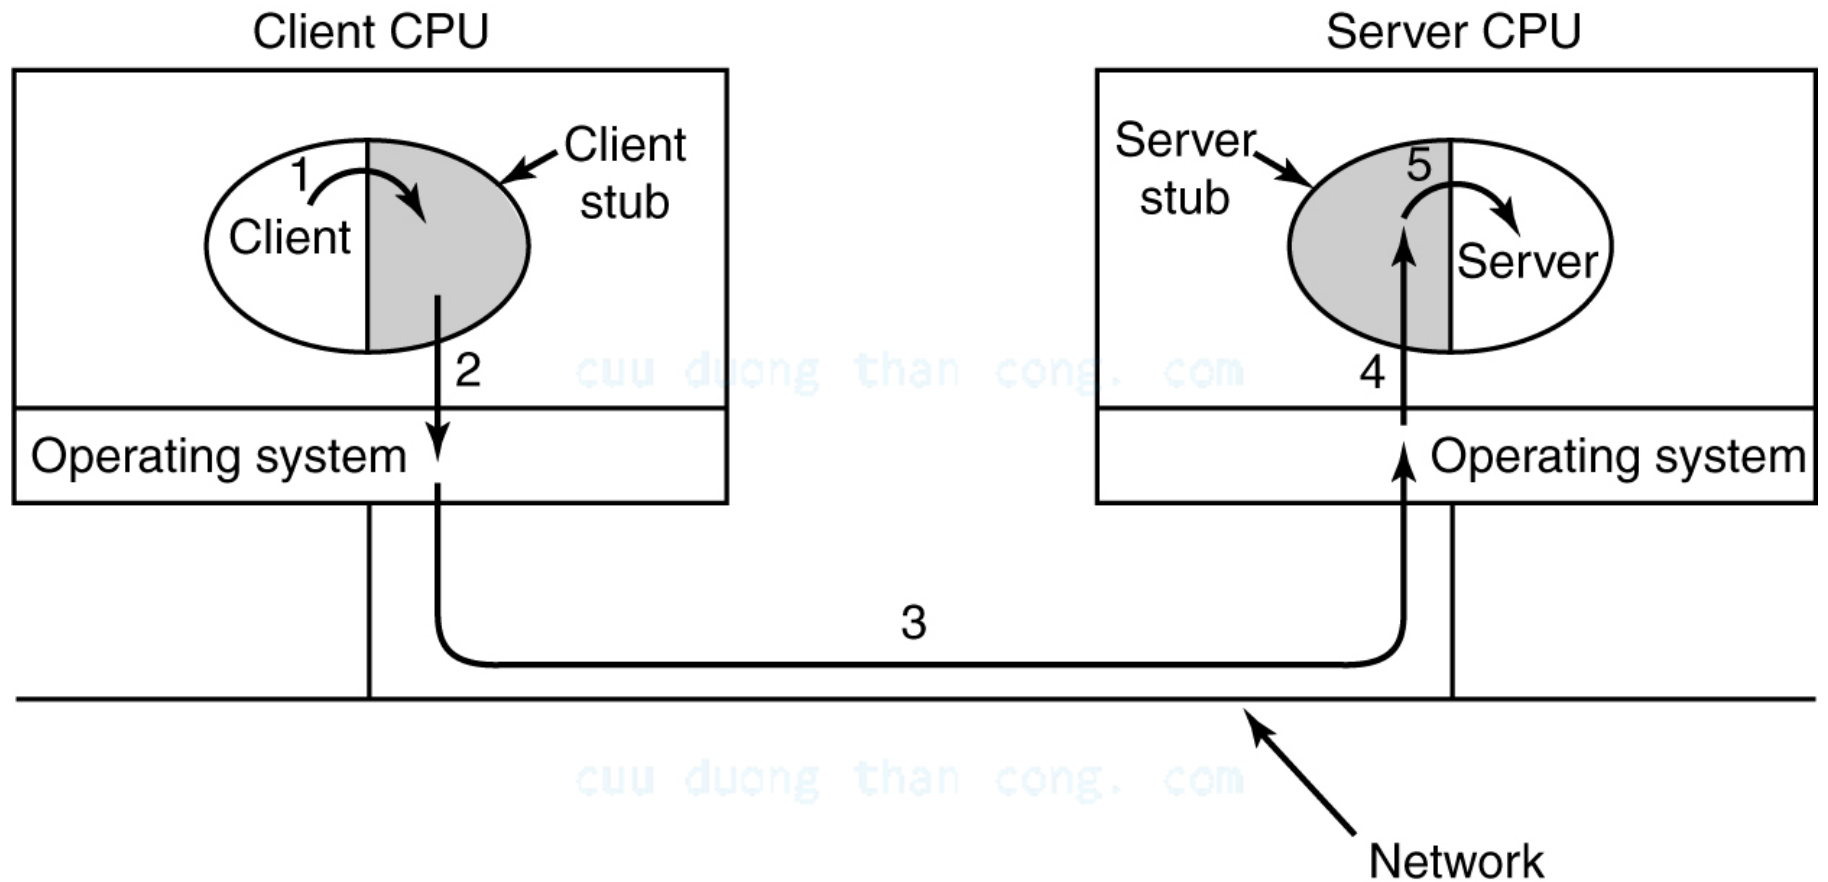 Client CPU
Server CPU
Client
stub
Server
stub
1
Client
5
Server
2
4
cuu duong than cong. com
Operating system
Operating system
3
cuu duong than cong. com
Network